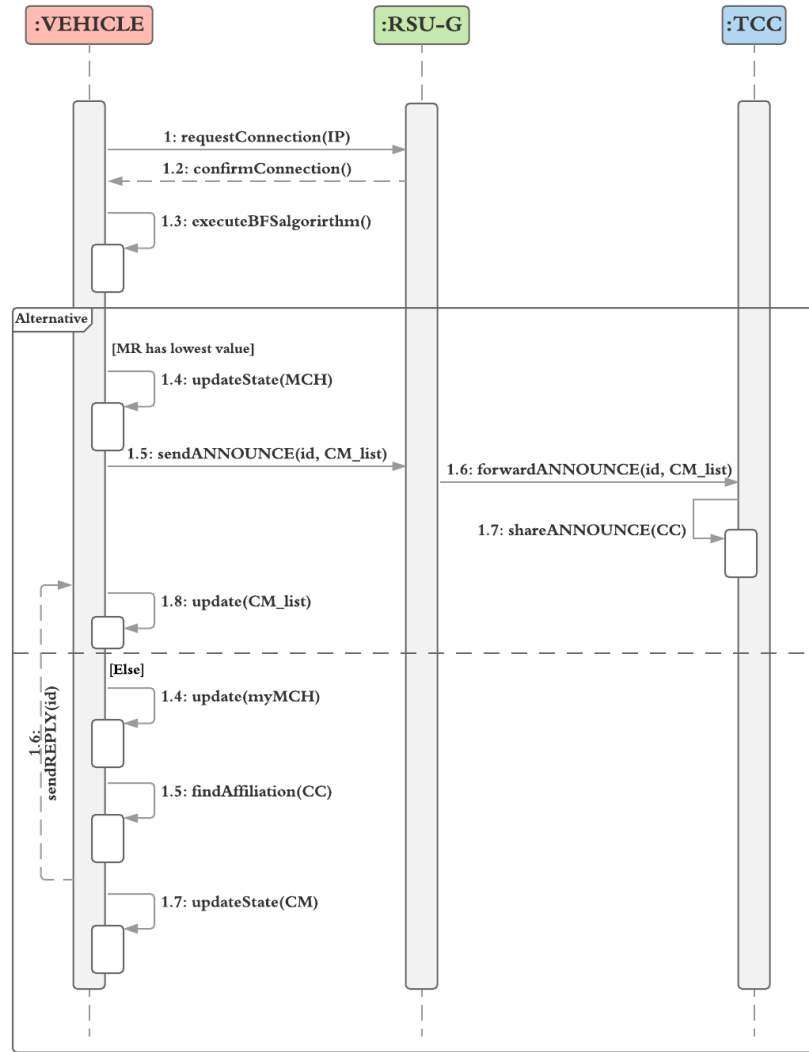 :VEHICLE
:RSU-G
:TCC
1: requestConnection(IP)
1.2: confirmConnection()
1.3: executeBFSalgorirthm()
Alternative
[MR has lowest value]
1.4: updateState(MCH)
1.5: sendANNOUNCE(id, CM_list)
1.6: forwardANNOUNCE(id, CM_list)
1.7: shareANNOUNCE(CC)
1.8: update(CM_list)
[Else]
1.4: update(myMCH)
1.6:
sendREPLY(id)
1.5: findAffiliation(CC)
1.7: updateState(CM)